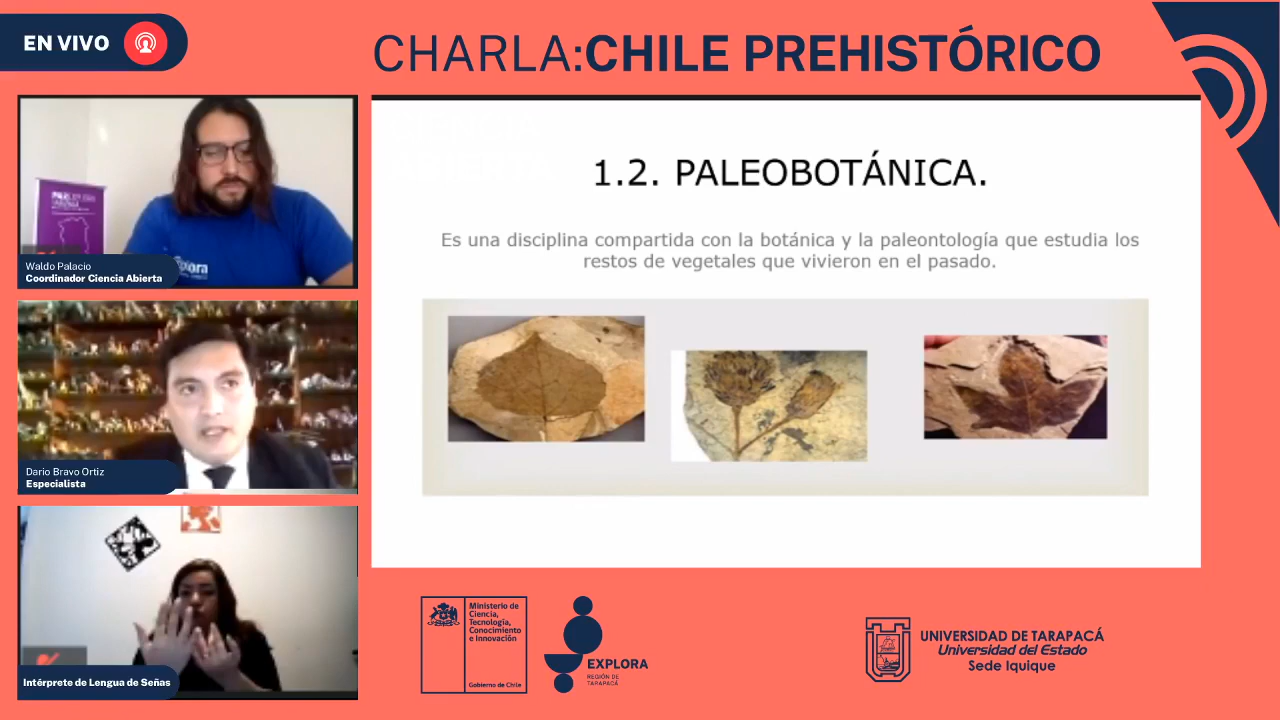 EN VIVO
CHARLA:CHILE PREHISTÓRICO
Waldo Palacio
Coordinador Ciencia Abierta
Dario Bravo Ortiz
Especialista
Intérprete de Lengua de Señas
1.2. PALEOBOTÁNICA.
Es una disciplina compartida con la botánica y la paleontología que estudia los
restos de vegetales que vivieron en el pasado.
Ministerio de
Ciencia,
Tecnología,
Conocimiento
e Innovación
Gobierno de Chile
EXPLORA
REGIÓN DE
TARAPACÁ
UNIVERSIDAD DE TARAPACÁ
Universidad del Estado
Sede Iquique